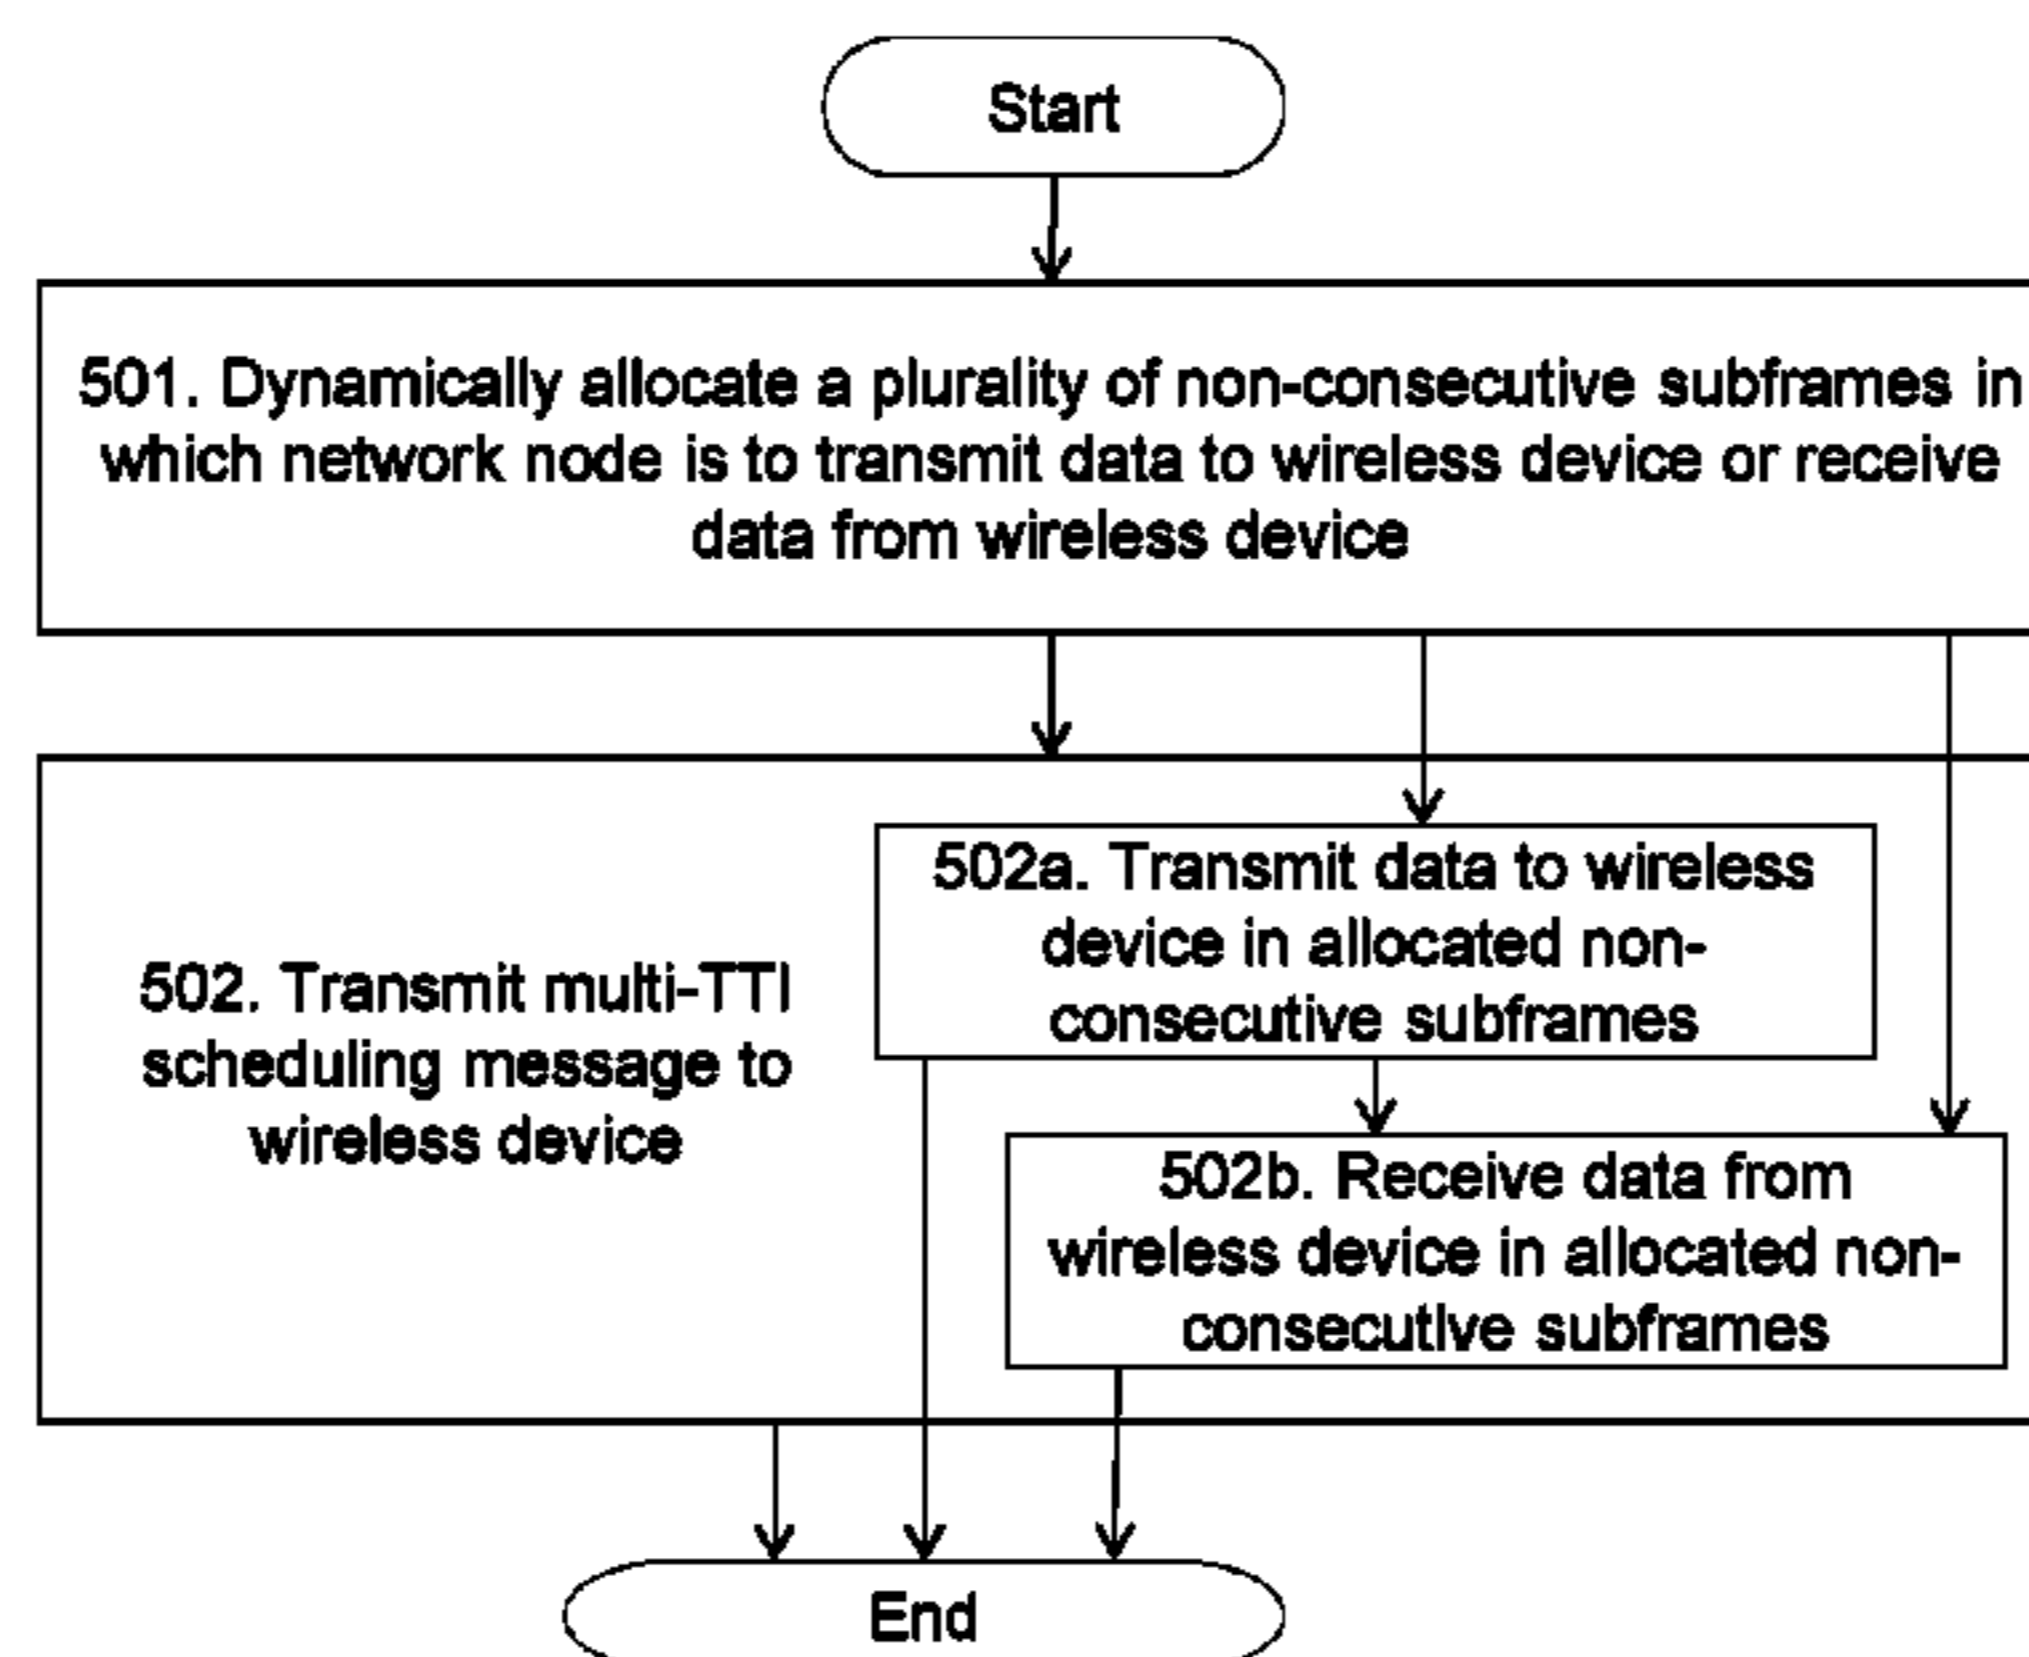 Start
501. Dynamically allocate a plurality of non-consecutive subframes in
which network node is to transmit data to wireless device or receive
data from wireless device
502a. Transmit data to wireless
device in allocated non-
consecutive subframes
502. Transmit multi-TTI
scheduling message to
wireless device
502b. Receive data from
wireless device in allocated non-
consecutive subframes
End